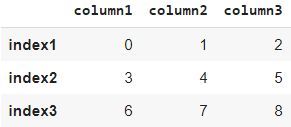 column1 column2 column3
index1 0 1 2
index2 3 4 5
index3 6 7 8